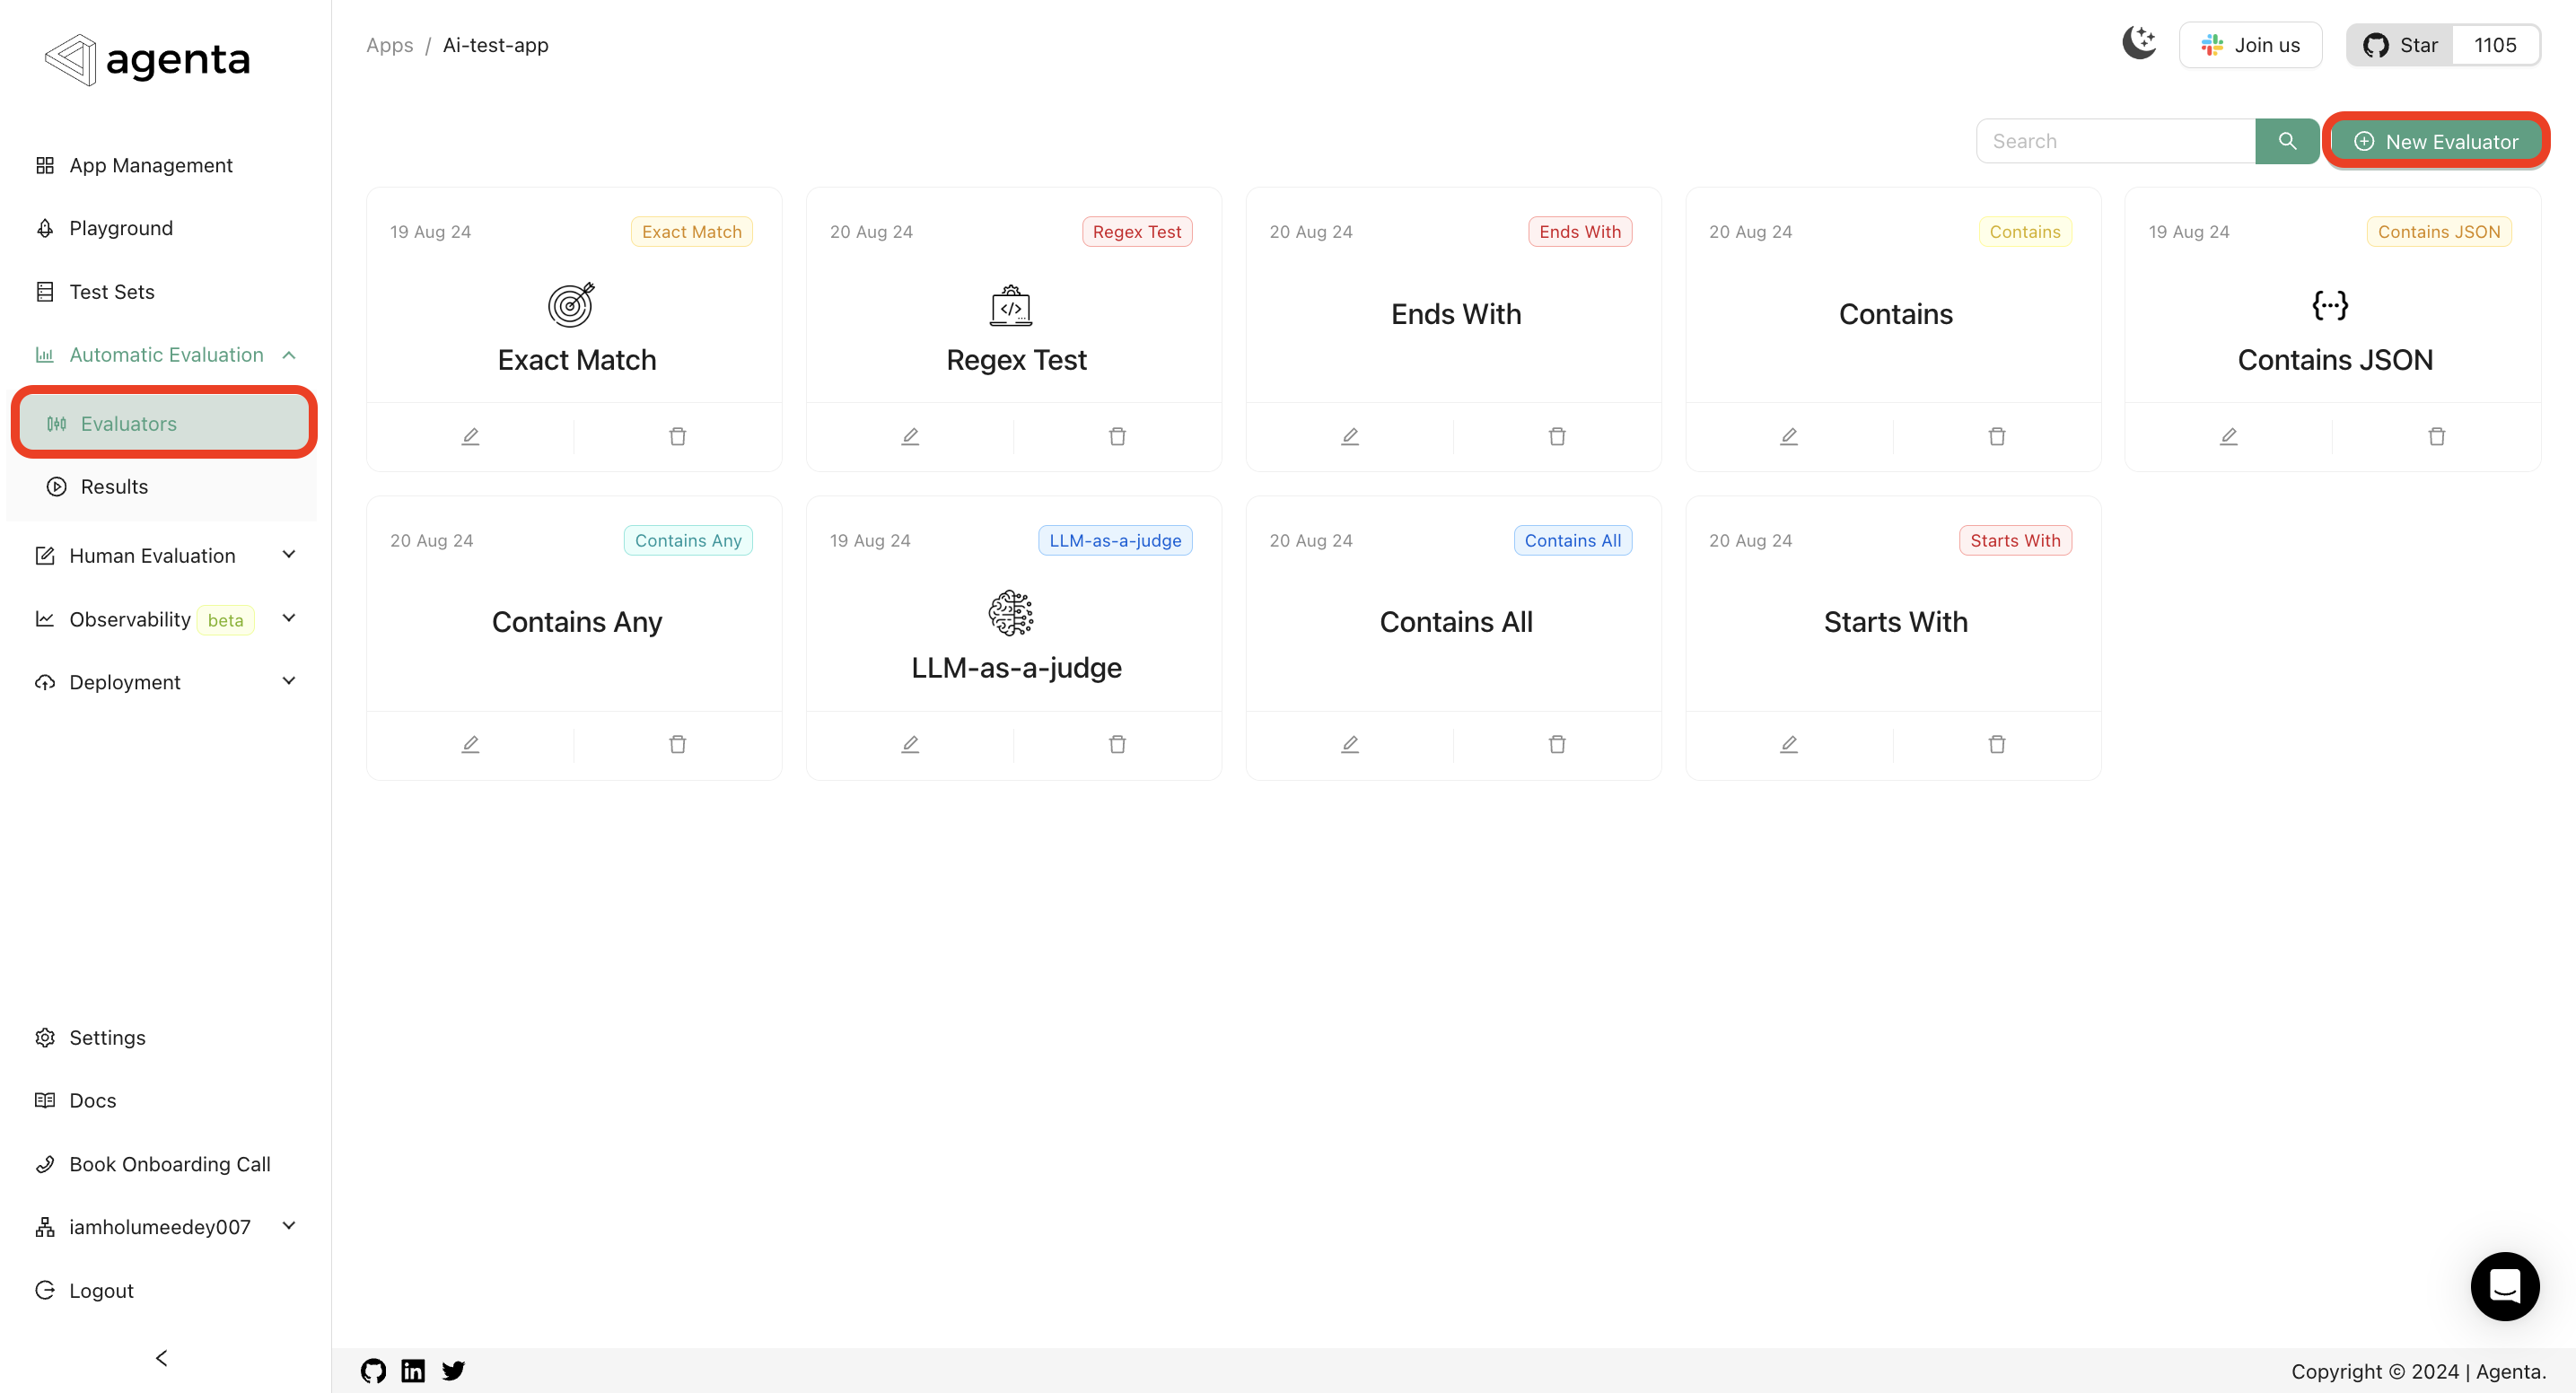 agenta
App Management
Playground
Test Sets
Automatic Evaluation
Evaluators
Results
Human Evaluation
Observability beta
Deployment
Settings
Docs
Book Onboarding Call
iamholumeedey007
Logout
Apps / Ai-test-app
Join us
Star 1105
Search
New Evaluator
19 Aug 24 Exact Match
Exact Match
20 Aug 24 Regex Test
Regex Test
20 Aug 24 Ends With
Ends With
20 Aug 24 Contains
Contains
19 Aug 24 Contains JSON
Contains JSON
20 Aug 24 Contains Any
Contains Any
19 Aug 24 LLM-as-a-judge
LLM-as-a-judge
20 Aug 24 Contains All
Contains All
20 Aug 24 Starts With
Starts With
Copyright © 2024 | Agenta.